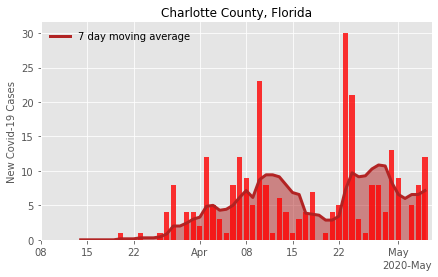 Charlotte County, Florida
7 day moving average
New Covid-19 Cases
30
25
20
15
10
5
0
08 15 22 Apr 08 15 22 May
2020-May